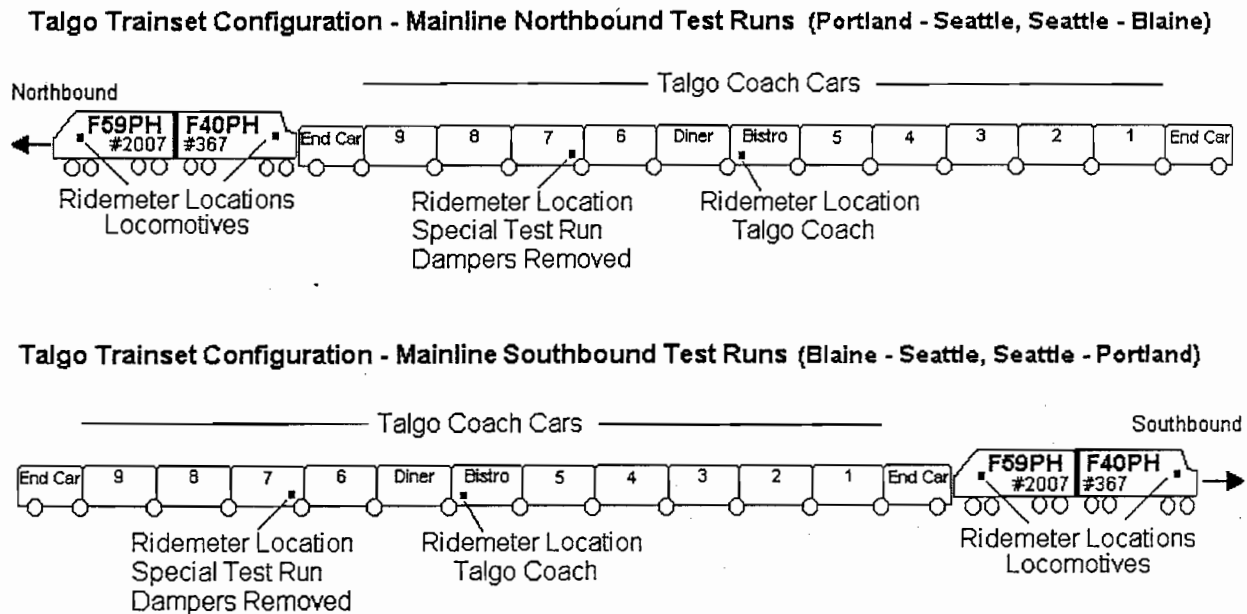 Talgo Trainset Configuration - Mainline Northbound Test Runs (Portland - Seattle, Seattle - Blaine)
Talgo Coach Cars
Northbound
F59PH F40PH
#2007 #367
End Car 9 8 7 6 Diner Bistro 5 4 3 2 1 End Car
Ridemeter Locations
Locomotives
Ridemeter Location
Special Test Run
Dampers Removed
Ridemeter Location
Talgo Coach
Talgo Trainset Configuration - Mainline Southbound Test Runs (Blaine - Seattle, Seattle - Portland)
Talgo Coach Cars
Southbound
End Car 9 8 7 6 Diner Bistro 5 4 3 2 1 End Car
F59PH F40PH
#2007 #367
Ridemeter Location
Special Test Run
Dampers Removed
Ridemeter Location
Talgo Coach
Ridemeter Locations
Locomotives